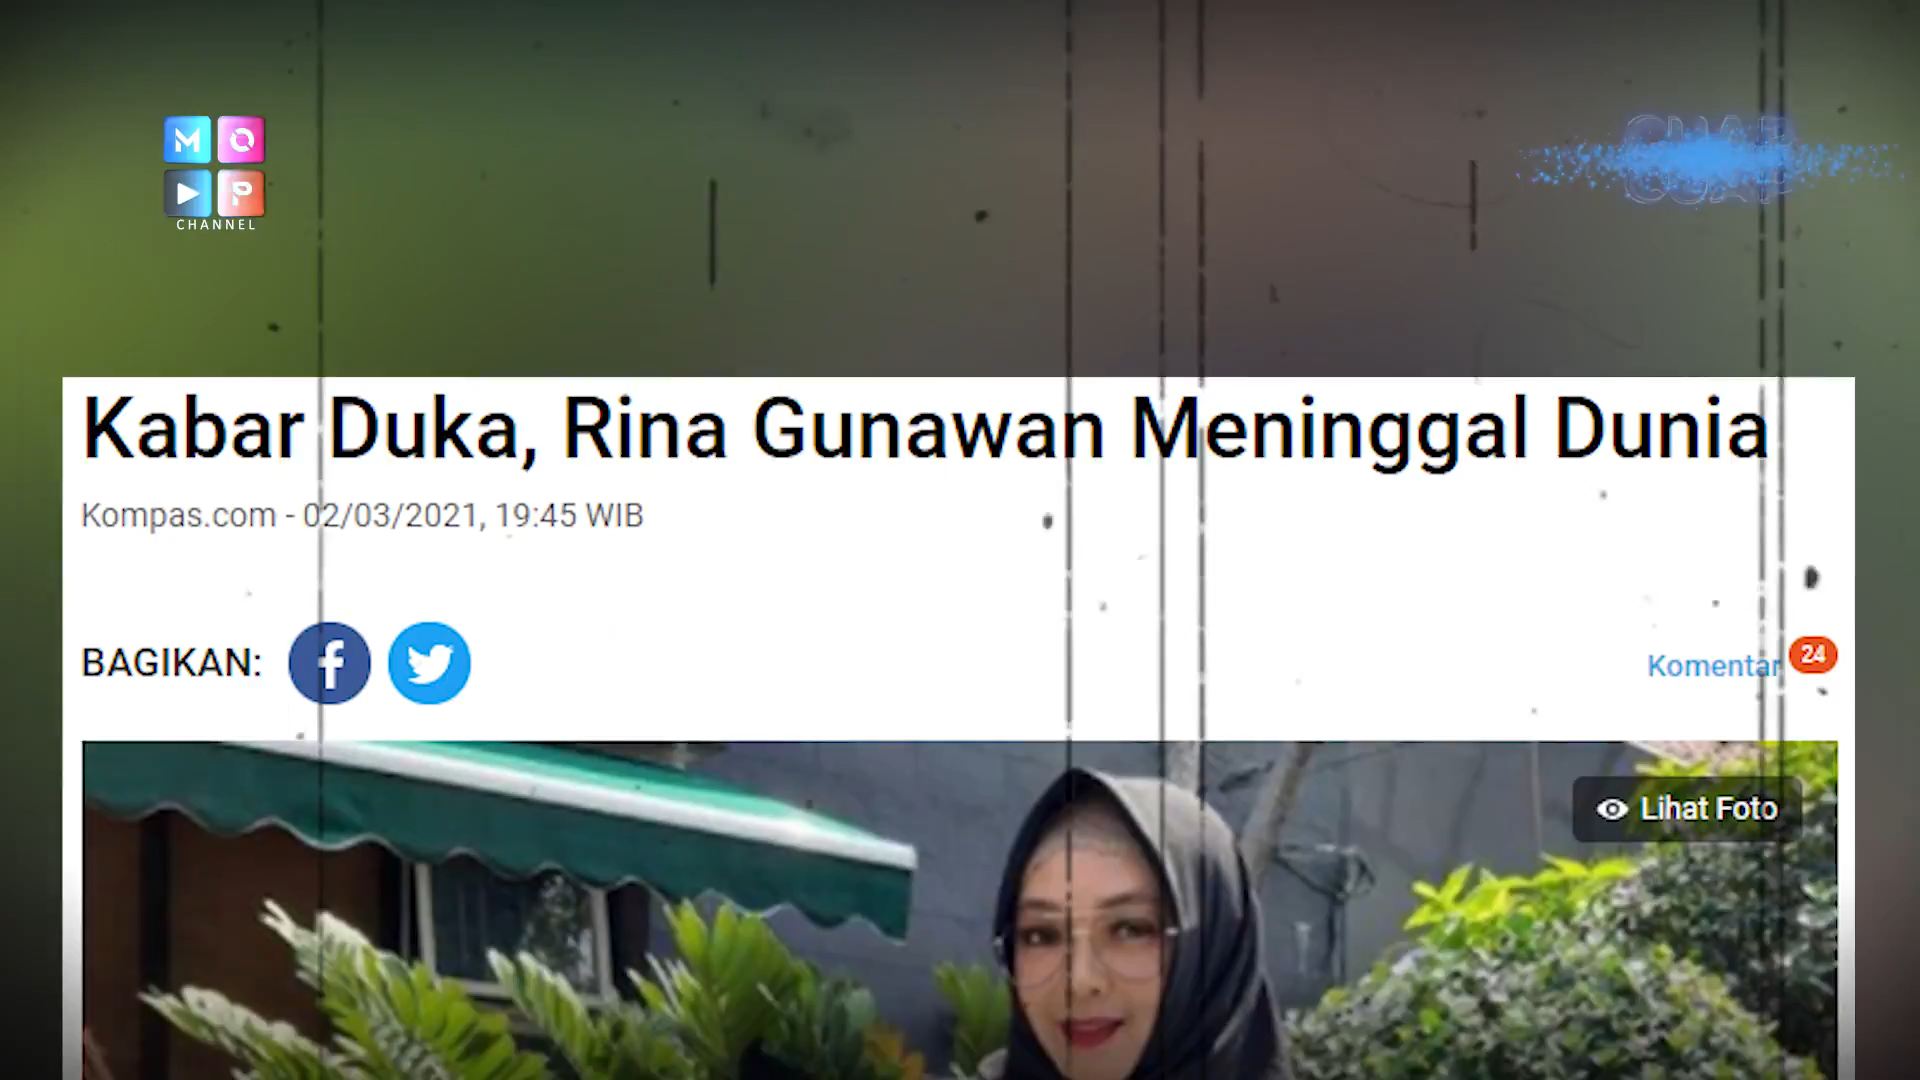 M O
P
CHANNEL
Kabar Duka, Rina Gunawan Meninggal Dunia
Kompas.com - 02/03/2021, 19:45 WIB
BAGIKAN:
Komentar 24
Lihat Foto